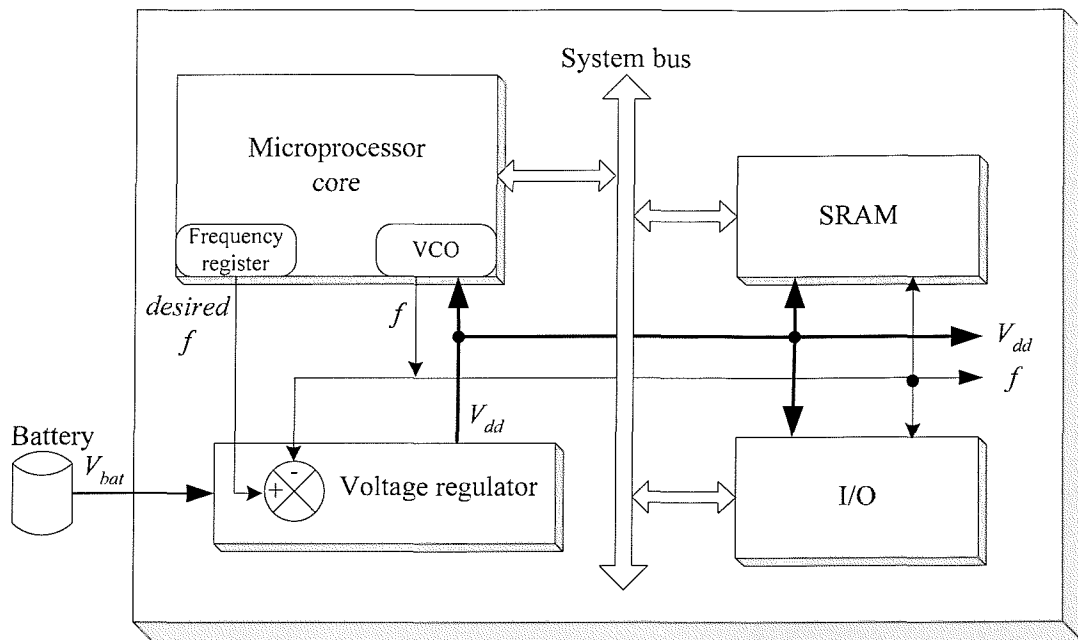 System bus
Microprocessor
core
SRAM
Frequency
register
VCO
desired
f
f
V_dd
f
Battery
V_bat
V_dd
-
+
Voltage regulator
I/O